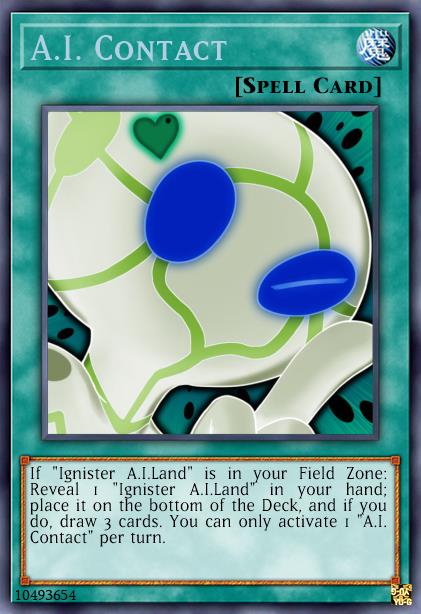 A.I. Contact
魔
[Spell Card]
If "Ignister A.I.Land" is in your Field Zone:
Reveal 1 "Ignister A.I.Land" in your hand;
place it on the bottom of the Deck, and if you
do, draw 3 cards. You can only activate 1 "A.I.
Contact" per turn.
10493654